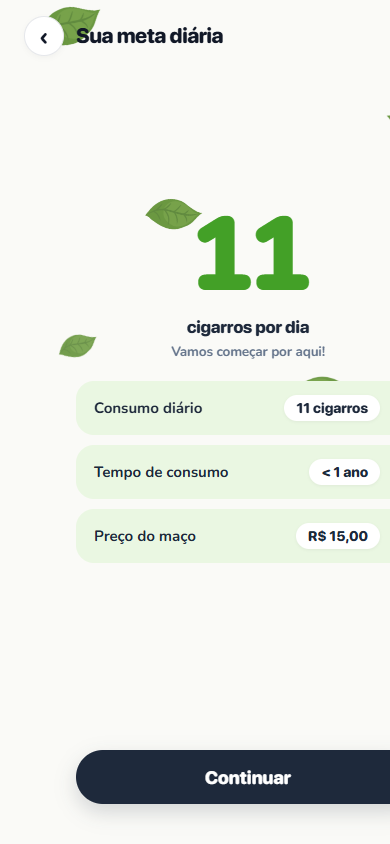 ‹ Sua meta diária
11
cigarros por dia
Vamos começar por aqui!
Consumo diário 11 cigarros
Tempo de consumo < 1 ano
Preço do maço R$ 15,00
Continuar